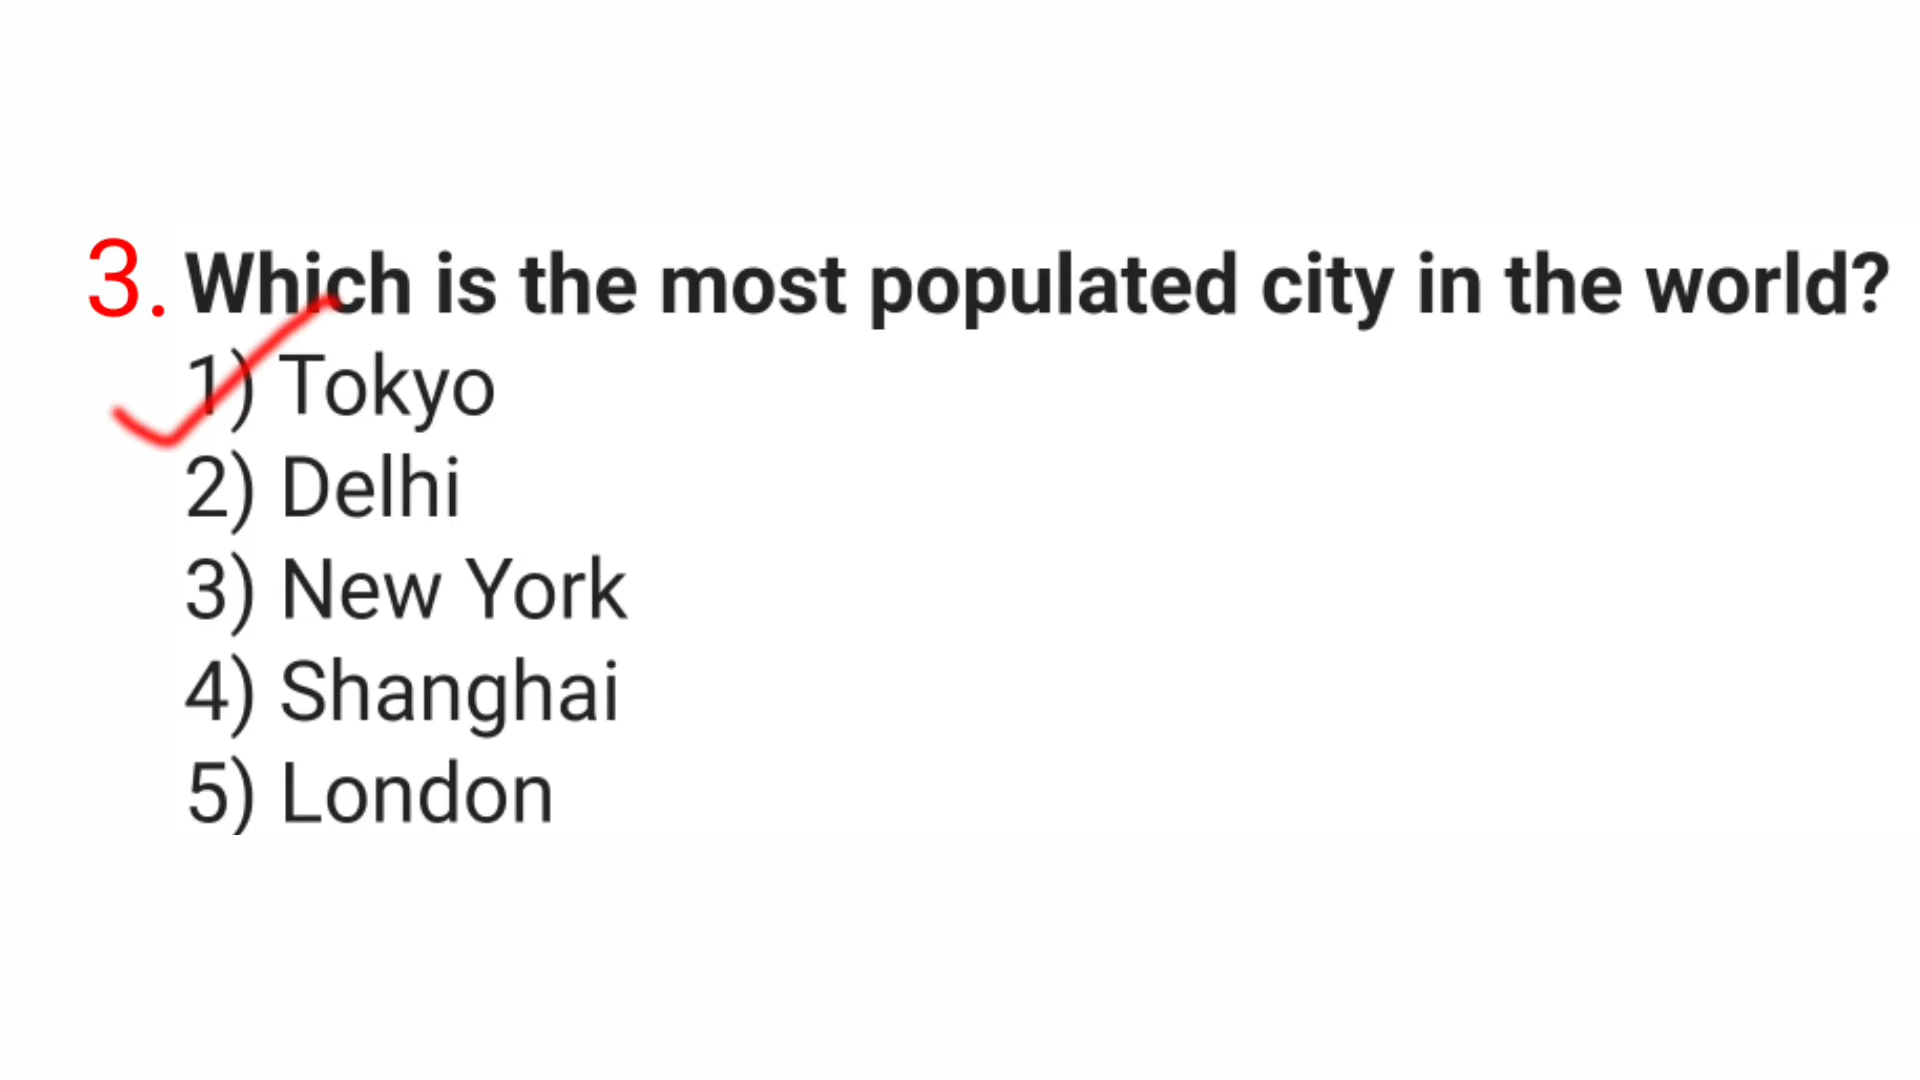 3. Which is the most populated city in the world?
1) Tokyo
2) Delhi
3) New York
4) Shanghai
5) London